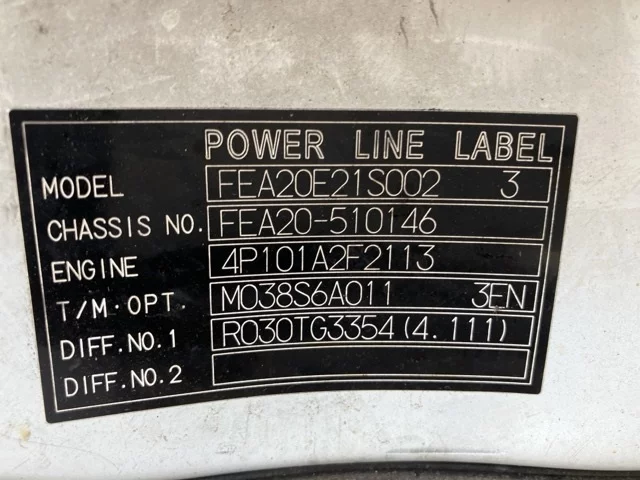 POWER LINE LABEL
MODEL FEA20E21S002 3
CHASSIS NO. FEA20-510146
ENGINE 4P101A2F2113
T/M·OPT. M038S6A011 3EN
DIFF.NO.1 R030TG3354(4.111)
DIFF.NO.2